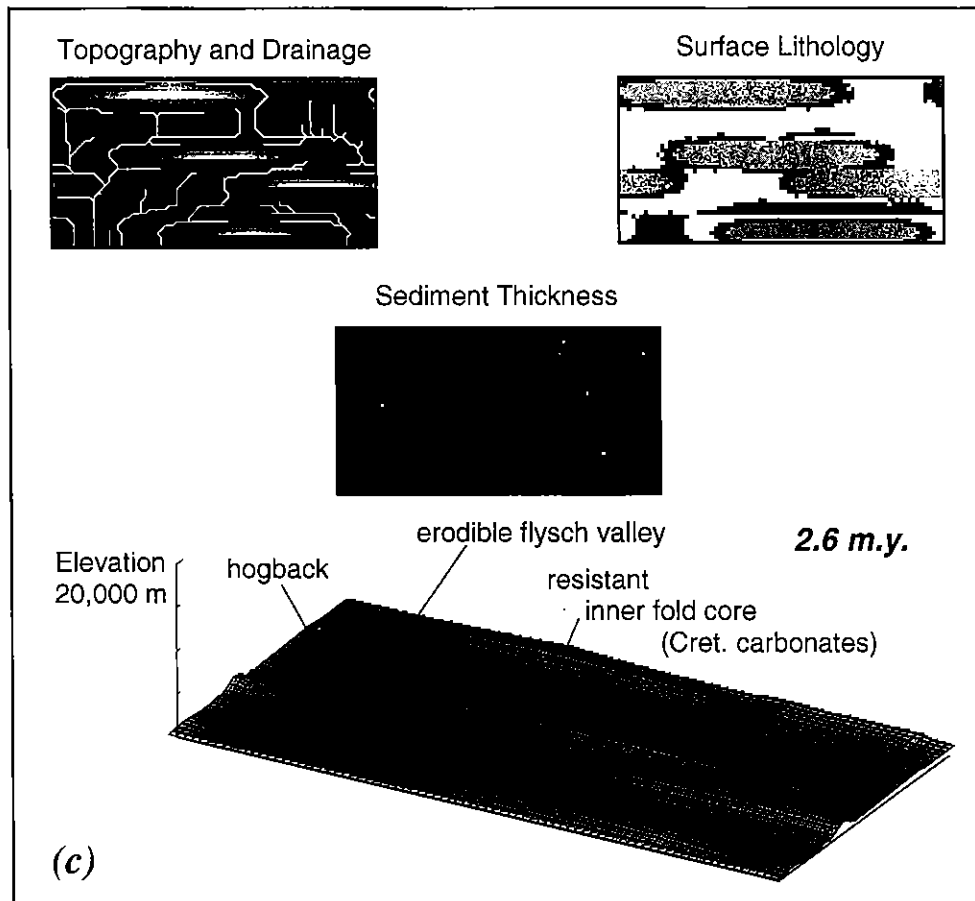 Topography and Drainage
Surface Lithology
Sediment Thickness
2.6 m.y.
Elevation
20,000 m
hogback
erodible flysch valley
resistant
inner fold core
(Cret. carbonates)
(c)